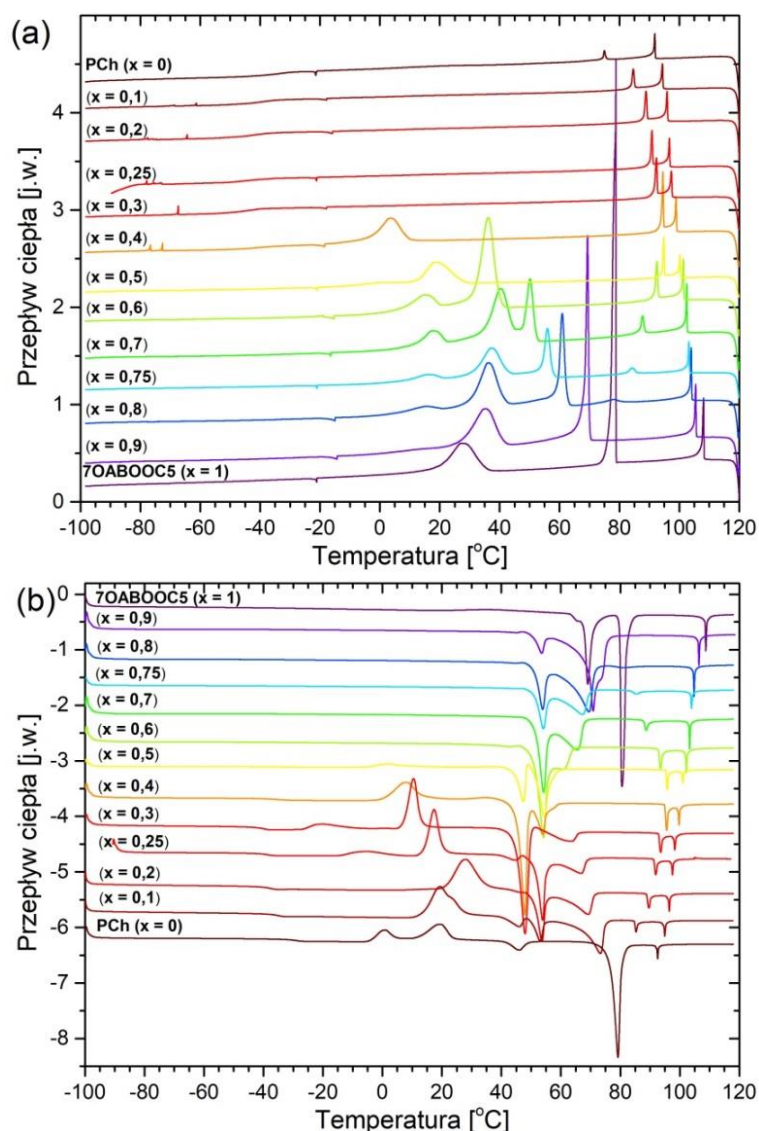 (a)
PCh (x = 0)
(x = 0,1)
(x = 0,2)
(x = 0,25)
(x = 0,3)
(x = 0,4)
(x = 0,5)
(x = 0,6)
(x = 0,7)
(x = 0,75)
(x = 0,8)
(x = 0,9)
7OABOOC5 (x = 1)
Przepływ ciepła [j.w.]
4
3
2
1
0
-100 -80 -60 -40 -20 0 20 40 60 80 100 120
Temperatura [°C]
(b)
7OABOOC5 (x = 1)
(x = 0,9)
(x = 0,8)
(x = 0,75)
(x = 0,7)
(x = 0,6)
(x = 0,5)
(x = 0,4)
(x = 0,3)
(x = 0,25)
(x = 0,2)
(x = 0,1)
PCh (x = 0)
Przepływ ciepła [j.w.]
0
-1
-2
-3
-4
-5
-6
-7
-8
-100 -80 -60 -40 -20 0 20 40 60 80 100 120
Temperatura [°C]